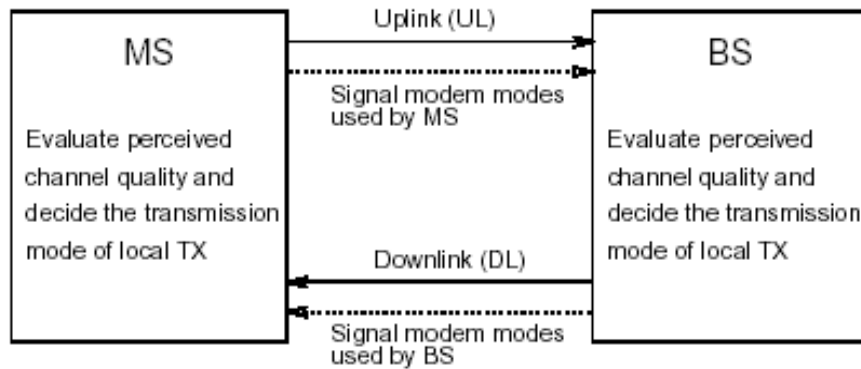 MS
Evaluate perceived
channel quality and
decide the transmission
mode of local TX
Uplink (UL)
Signal modem modes
used by MS
Downlink (DL)
Signal modem modes
used by BS
BS
Evaluate perceived
channel quality and
decide the transmission
mode of local TX